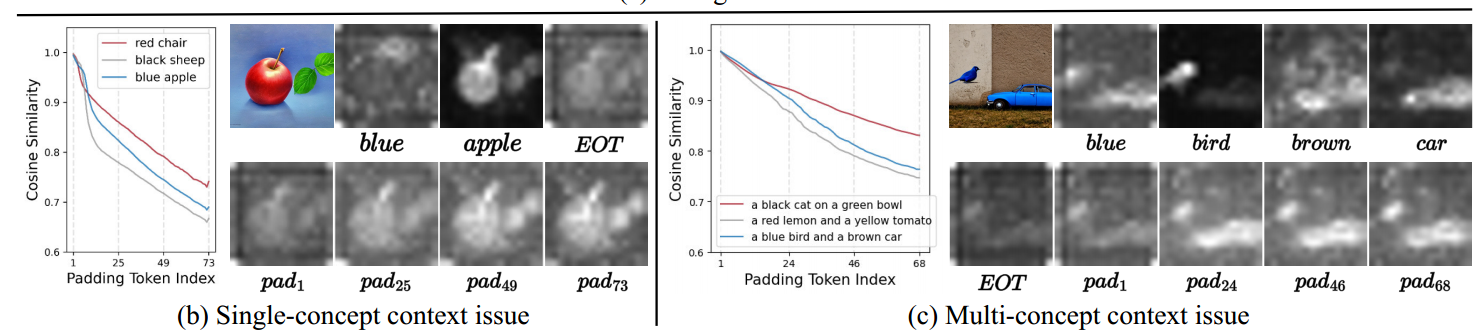 1.0
0.9
0.8
0.7
0.6
Cosine Similarity
red chair
black sheep
blue apple
1 25 49 73
Padding Token Index
blue apple EOT
pad1 pad25 pad49 pad73
(b) Single-concept context issue
1.0
0.9
0.8
0.7
0.6
Cosine Similarity
a black cat on a green bowl
a red lemon and a yellow tomato
a blue bird and a brown car
1 24 46 68
Padding Token Index
blue bird brown car
EOT pad1 pad24 pad46 pad68
(c) Multi-concept context issue